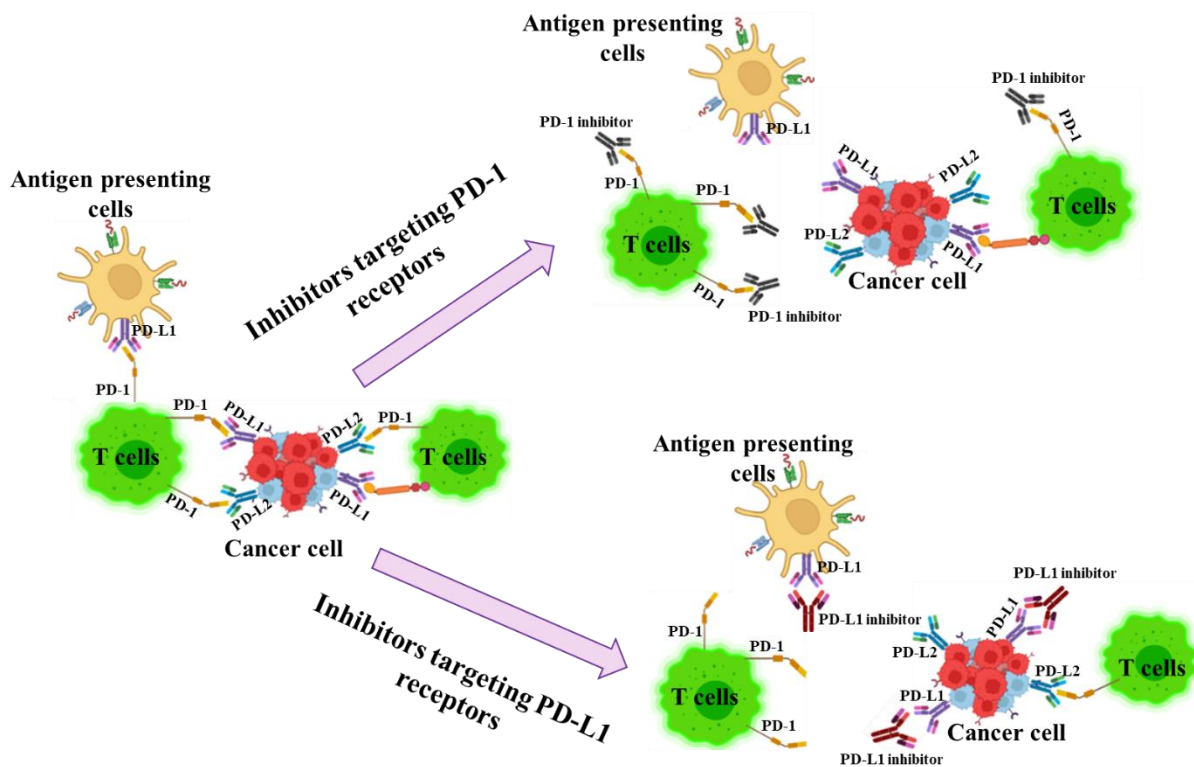 Antigen presenting
cells
PD-L1
PD-1
PD-1
PD-L1
PD-L2
PD-1
T cells
T cells
PD-1
PD-L2
PD-L1
Cancer cell
Inhibitors targeting PD-1
receptors
Antigen presenting
cells
PD-L1
PD-1 inhibitor
PD-1
PD-1
T cells
PD-1
PD-1 inhibitor
PD-1 inhibitor
PD-1
PD-L1
PD-L2
T cells
PD-L2
PD-L1
Cancer cell
Inhibitors targeting PD-L1
receptors
Antigen presenting
cells
PD-L1
PD-L1 inhibitor
PD-1
PD-1
T cells
PD-1
PD-L1 inhibitor
PD-L1
PD-L2
PD-L2
T cells
PD-L1
Cancer cell
PD-L1 inhibitor